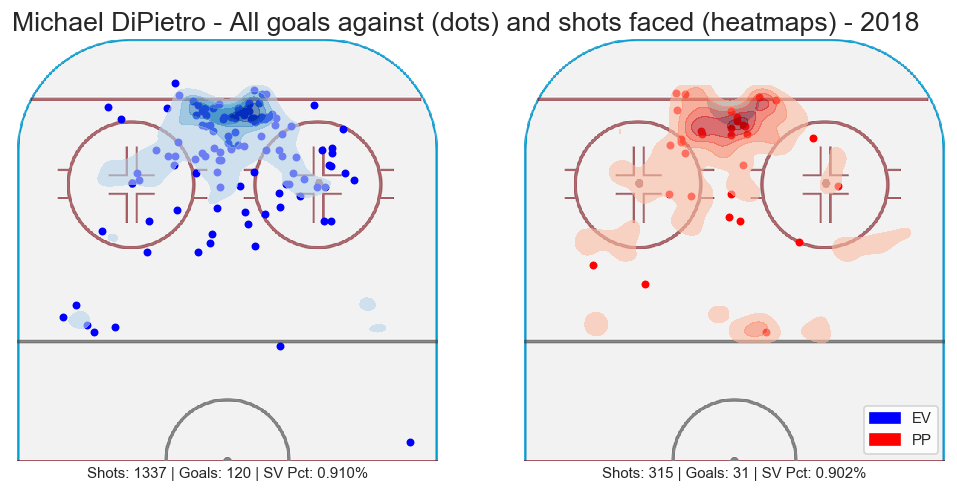 Michael DiPietro - All goals against (dots) and shots faced (heatmaps) - 2018
EV
PP
Shots: 1337 | Goals: 120 | SV Pct: 0.910%
Shots: 315 | Goals: 31 | SV Pct: 0.902%